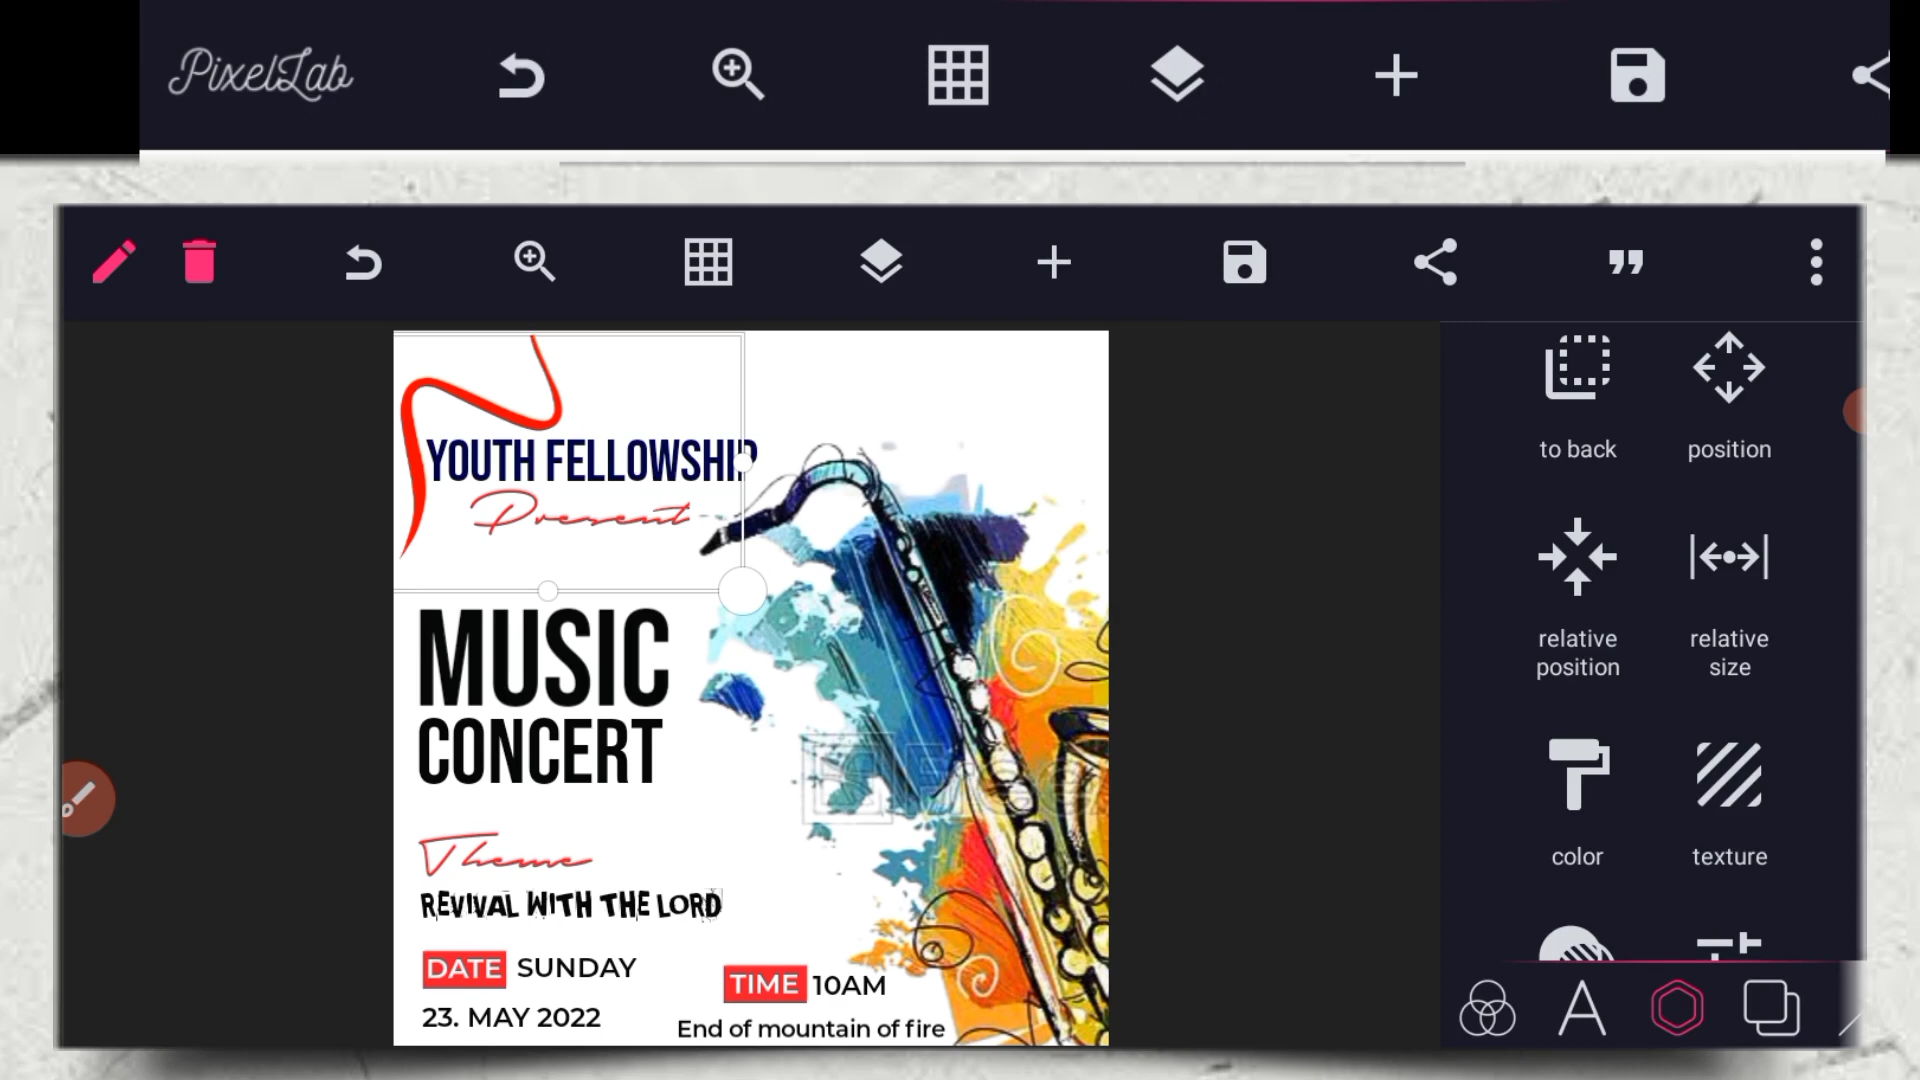 PixelLab
to back
position
YOUTH FELLOWSHIP
Present
relative
position
relative
size
MUSIC
CONCERT
color
texture
Theme
REVIVAL WITH THE LORD
DATE SUNDAY
TIME 10AM
23. MAY 2022
End of mountain of fire